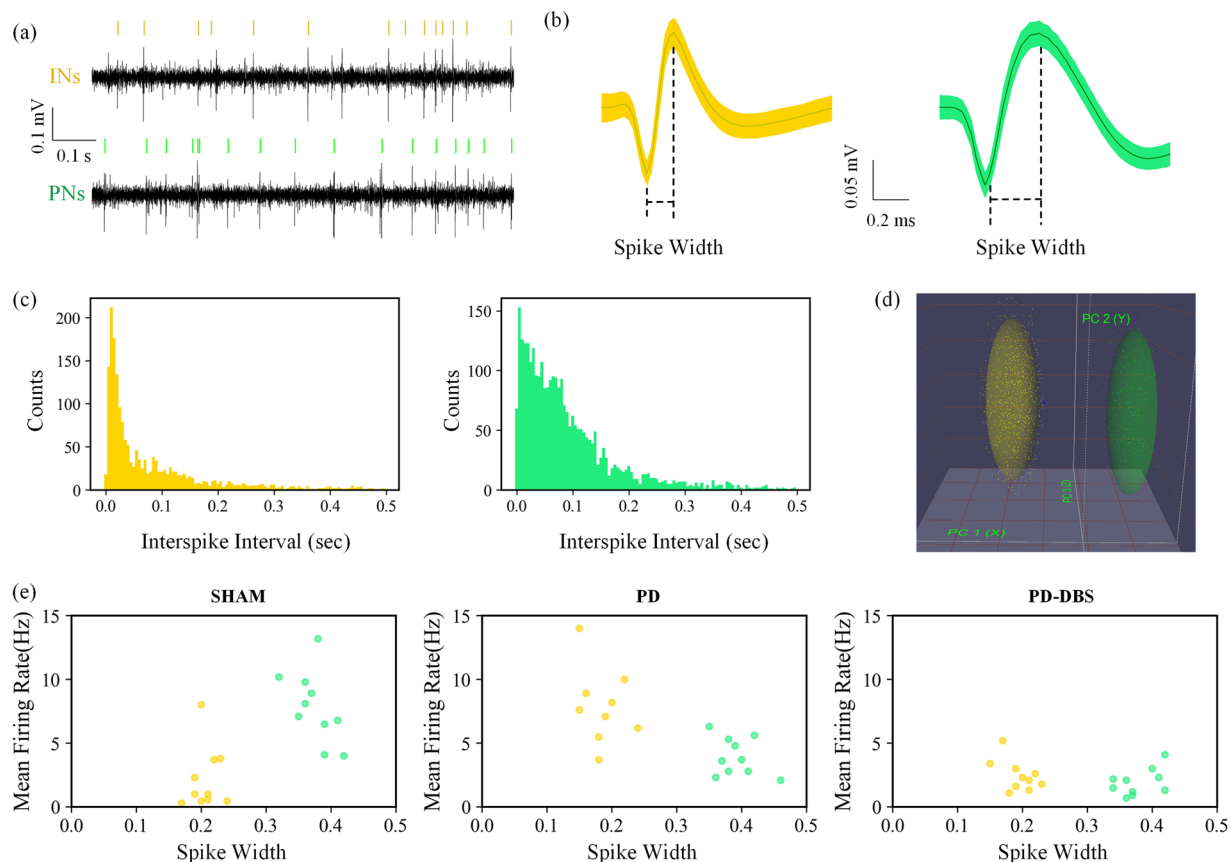 (a)
INs
0.1 mV
0.1 s
PNs
(b)
0.05 mV
0.2 ms
Spike Width
Spike Width
(c)
Counts
200
150
100
50
0
0.0 0.1 0.2 0.3 0.4 0.5
Interspike Interval (sec)
Counts
150
100
50
0
0.0 0.1 0.2 0.3 0.4 0.5
Interspike Interval (sec)
(d)
PC 2 (Y)
PC 3 (Z)
PC 1 (X)
(e)
SHAM
Mean Firing Rate(Hz)
15
10
5
0
0.0 0.1 0.2 0.3 0.4 0.5
Spike Width
PD
Mean Firing Rate(Hz)
15
10
5
0
0.0 0.1 0.2 0.3 0.4 0.5
Spike Width
PD-DBS
Mean Firing Rate(Hz)
15
10
5
0
0.0 0.1 0.2 0.3 0.4 0.5
Spike Width